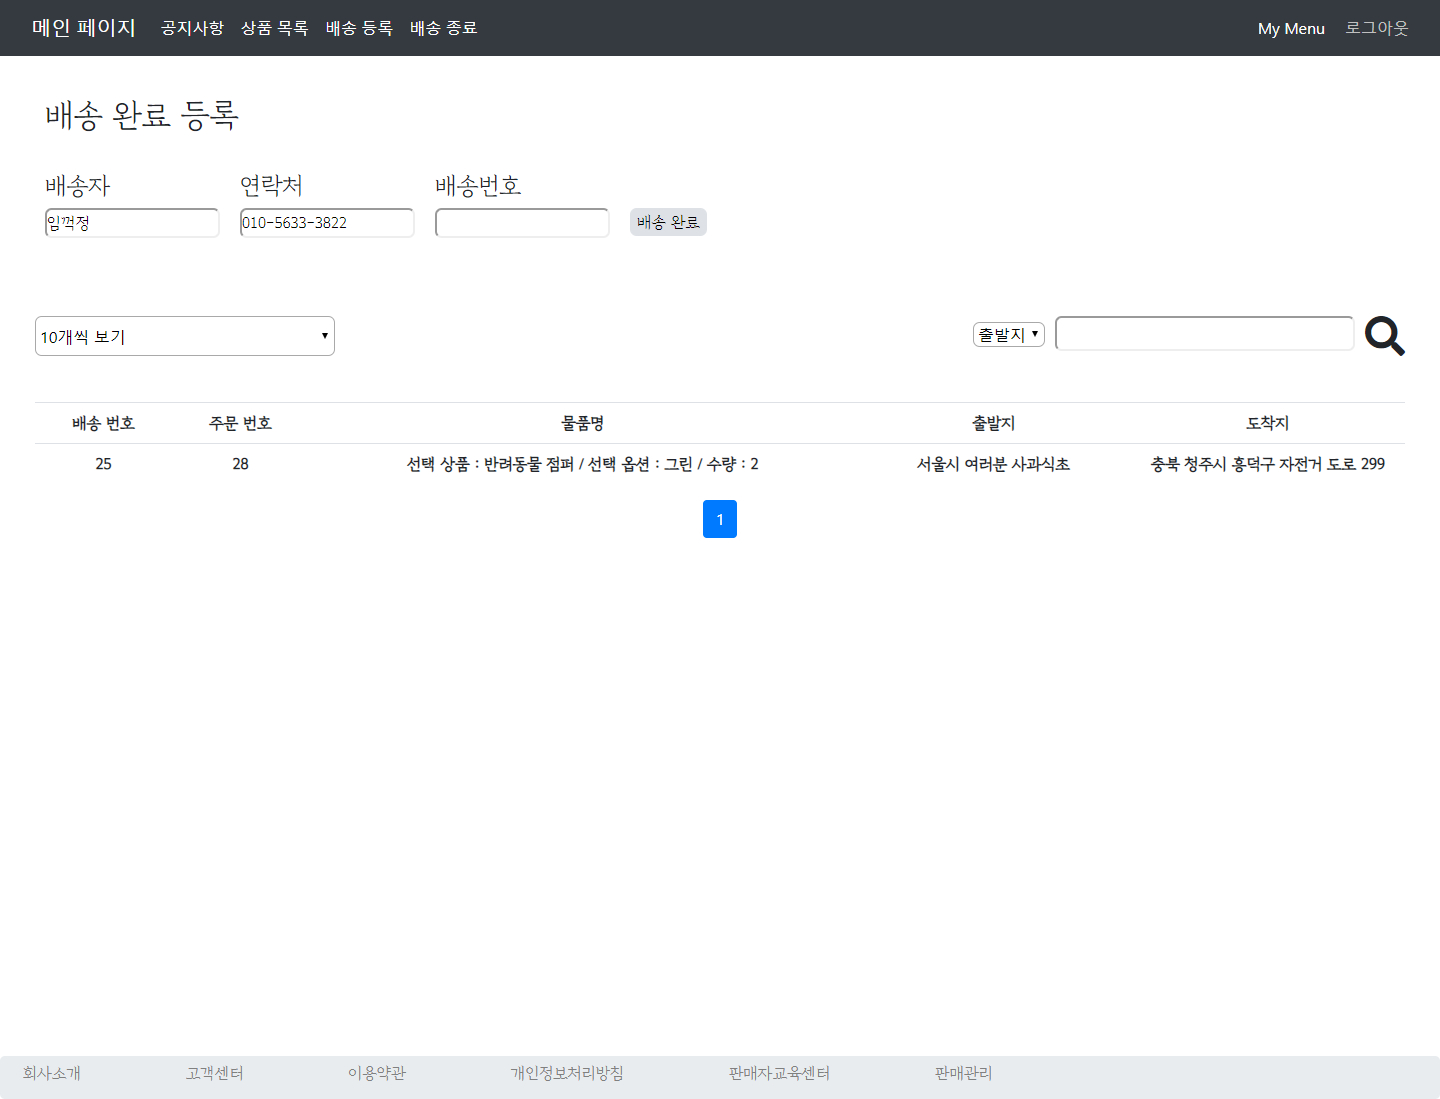 메인 페이지 공지사항 상품 목록 배송 등록 배송 종료 My Menu 로그아웃
배송 완료 등록
배송자 연락처 배송번호
임꺽정 010-5633-3822 배송 완료
10개씩 보기 출발지
배송 번호 주문 번호 물품명 출발지 도착지
25 28 선택 상품 : 반려동물 점퍼 / 선택 옵션 : 그린 / 수량 : 2 서울시 여러분 사과식초 충북 청주시 흥덕구 자전거 도로 299
1
회사소개 고객센터 이용약관 개인정보처리방침 판매자교육센터 판매관리